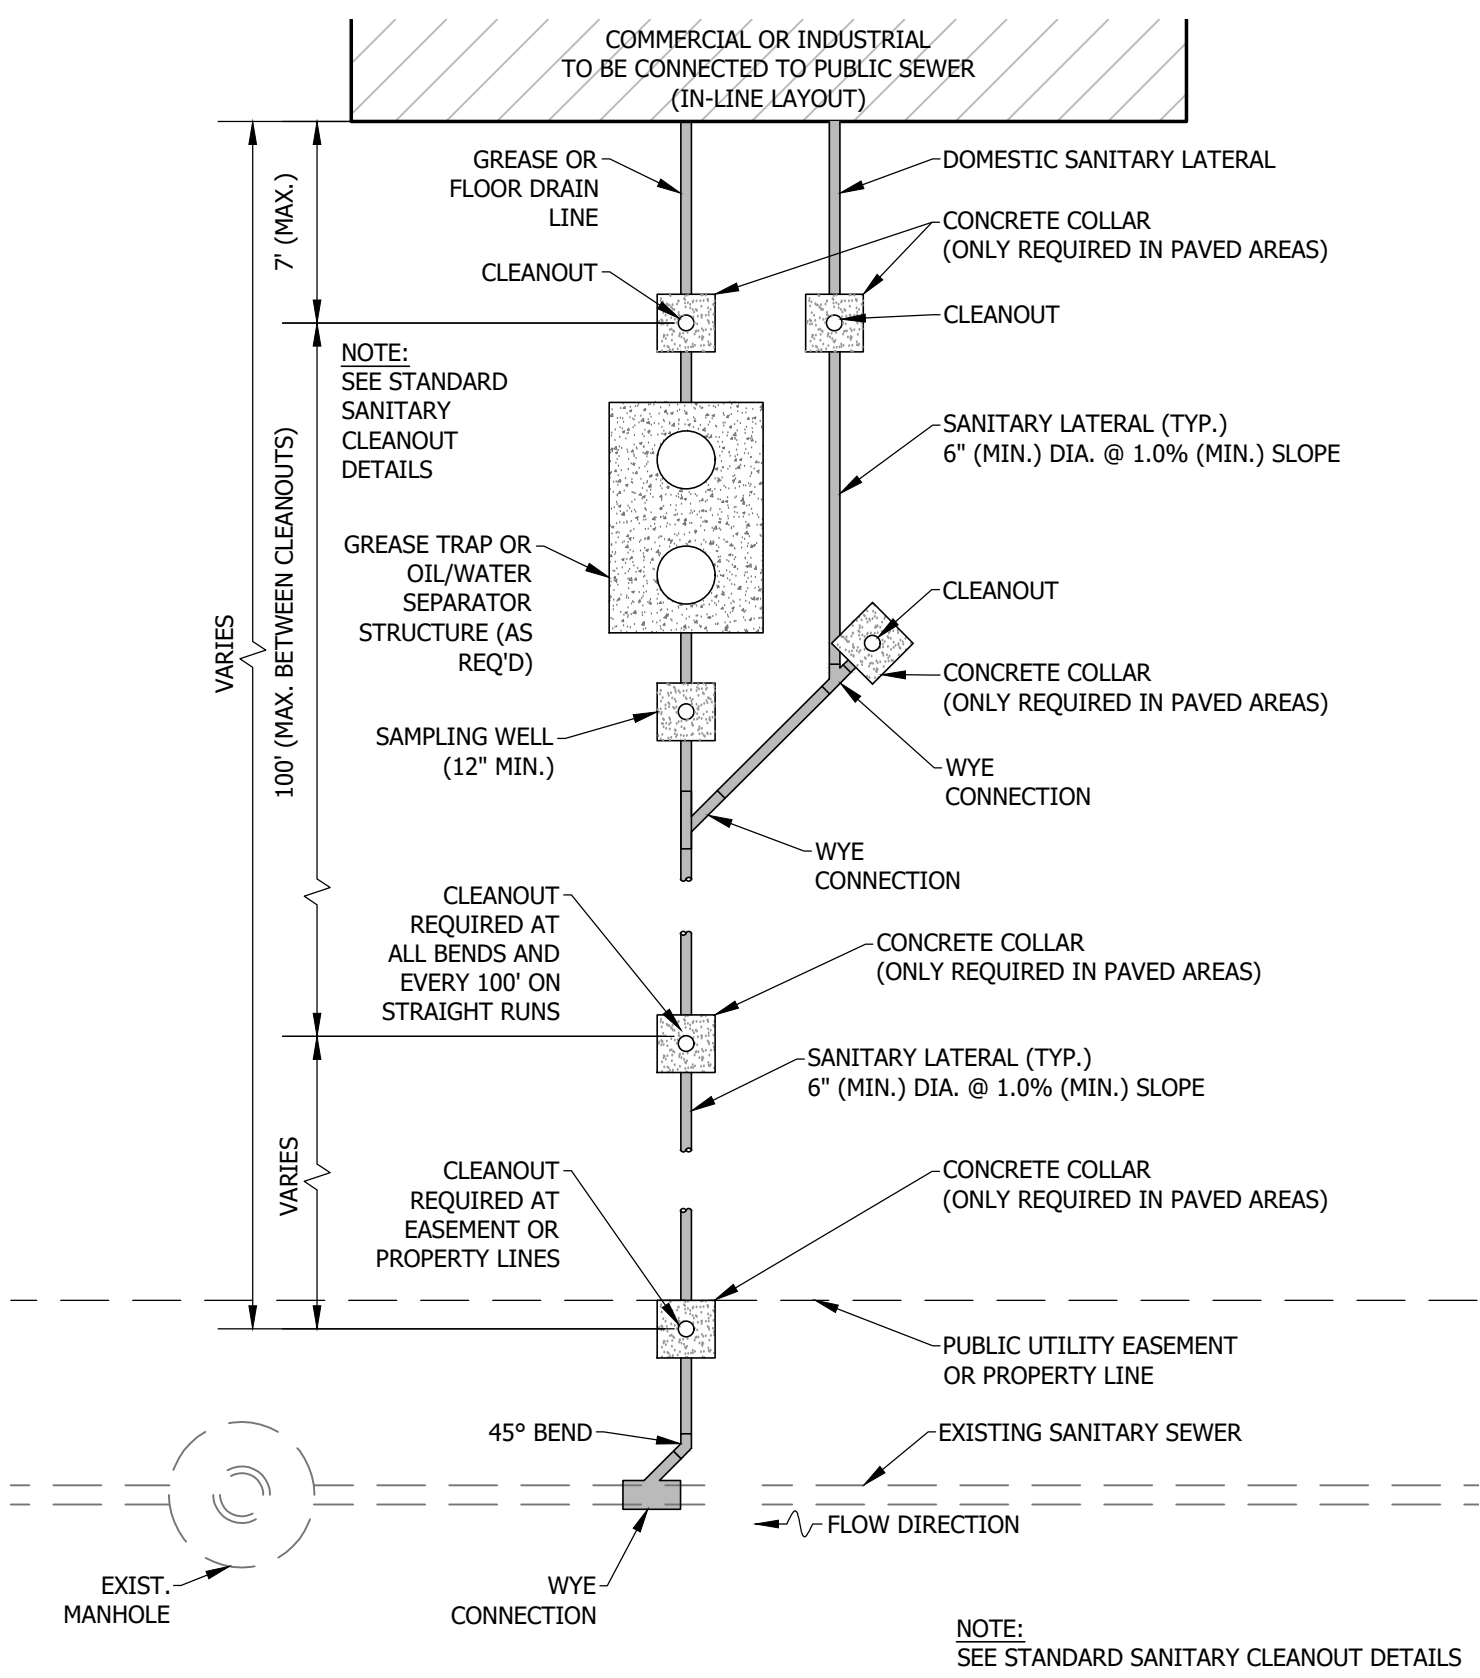 COMMERCIAL OR INDUSTRIAL
TO BE CONNECTED TO PUBLIC SEWER
(IN-LINE LAYOUT)
GREASE OR
FLOOR DRAIN
LINE
DOMESTIC SANITARY LATERAL
7' (MAX.)
CONCRETE COLLAR
(ONLY REQUIRED IN PAVED AREAS)
CLEANOUT
CLEANOUT
NOTE:
SEE STANDARD
SANITARY
CLEANOUT
DETAILS
SANITARY LATERAL (TYP.)
6" (MIN.) DIA. @ 1.0% (MIN.) SLOPE
100' (MAX. BETWEEN CLEANOUTS)
VARIES
GREASE TRAP OR
OIL/WATER
SEPARATOR
STRUCTURE (AS
REQ'D)
CLEANOUT
CONCRETE COLLAR
(ONLY REQUIRED IN PAVED AREAS)
SAMPLING WELL
(12" MIN.)
WYE
CONNECTION
WYE
CONNECTION
CLEANOUT
REQUIRED AT
ALL BENDS AND
EVERY 100' ON
STRAIGHT RUNS
CONCRETE COLLAR
(ONLY REQUIRED IN PAVED AREAS)
SANITARY LATERAL (TYP.)
6" (MIN.) DIA. @ 1.0% (MIN.) SLOPE
VARIES
CLEANOUT
REQUIRED AT
EASEMENT OR
PROPERTY LINES
CONCRETE COLLAR
(ONLY REQUIRED IN PAVED AREAS)
PUBLIC UTILITY EASEMENT
OR PROPERTY LINE
45° BEND
EXISTING SANITARY SEWER
FLOW DIRECTION
EXIST.
MANHOLE
WYE
CONNECTION
NOTE:
SEE STANDARD SANITARY CLEANOUT DETAILS